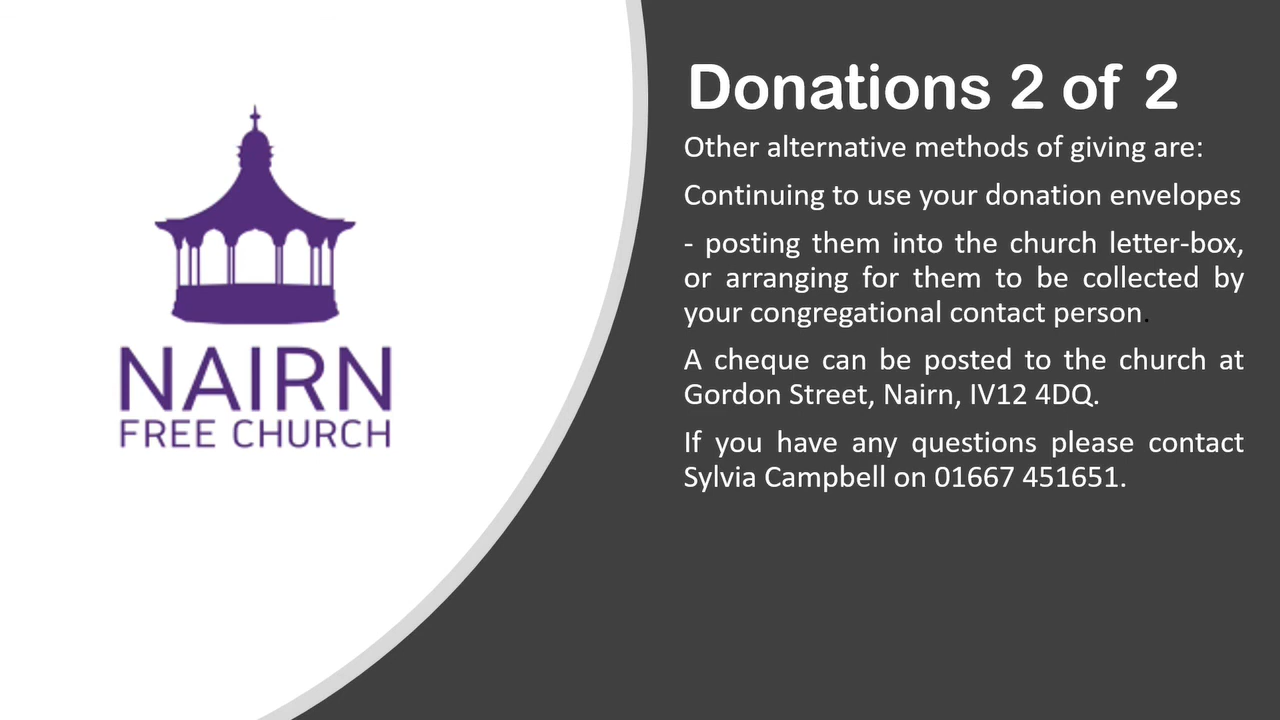 NAIRN
FREE CHURCH
Donations 2 of 2
Other alternative methods of giving are:
Continuing to use your donation envelopes
- posting them into the church letter-box,
or arranging for them to be collected by
your congregational contact person.
A cheque can be posted to the church at
Gordon Street, Nairn, IV12 4DQ.
If you have any questions please contact
Sylvia Campbell on 01667 451651.